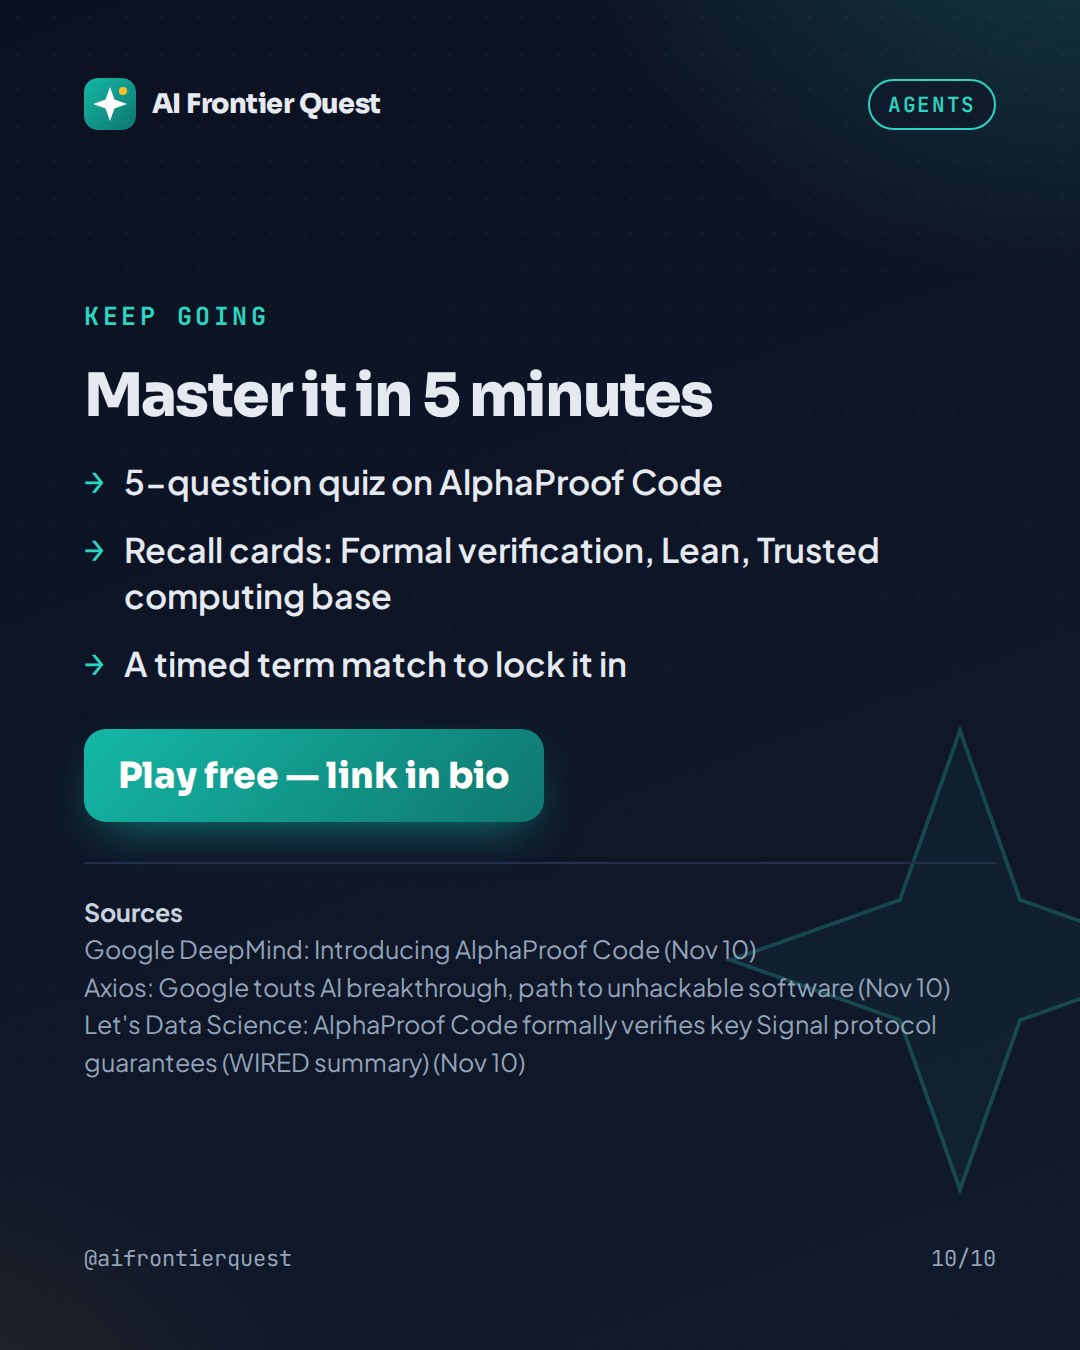 AI Frontier Quest
AGENTS
KEEP GOING
Master it in 5 minutes
→ 5–question quiz on AlphaProof Code
→ Recall cards: Formal verification, Lean, Trusted
computing base
→ A timed term match to lock it in
Play free — link in bio
Sources
Google DeepMind: Introducing AlphaProof Code (Nov 10)
Axios: Google touts AI breakthrough, path to unhackable software (Nov 10)
Let's Data Science: AlphaProof Code formally verifies key Signal protocol
guarantees (WIRED summary) (Nov 10)
@aifrontierquest
10/10